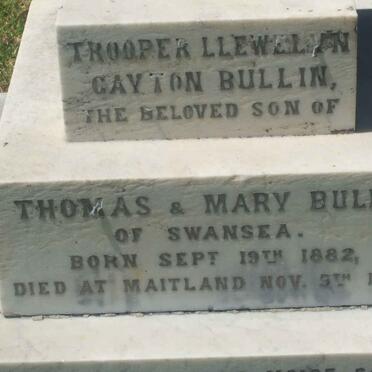 TROOPER LLEWELLYN
GAYTON BULLIN,
THE BELOVED SON OF
THOMAS & MARY BULL
OF SWANSEA.
BORN SEPT 19TH 1882,
DIED AT MAITLAND NOV. 5TH